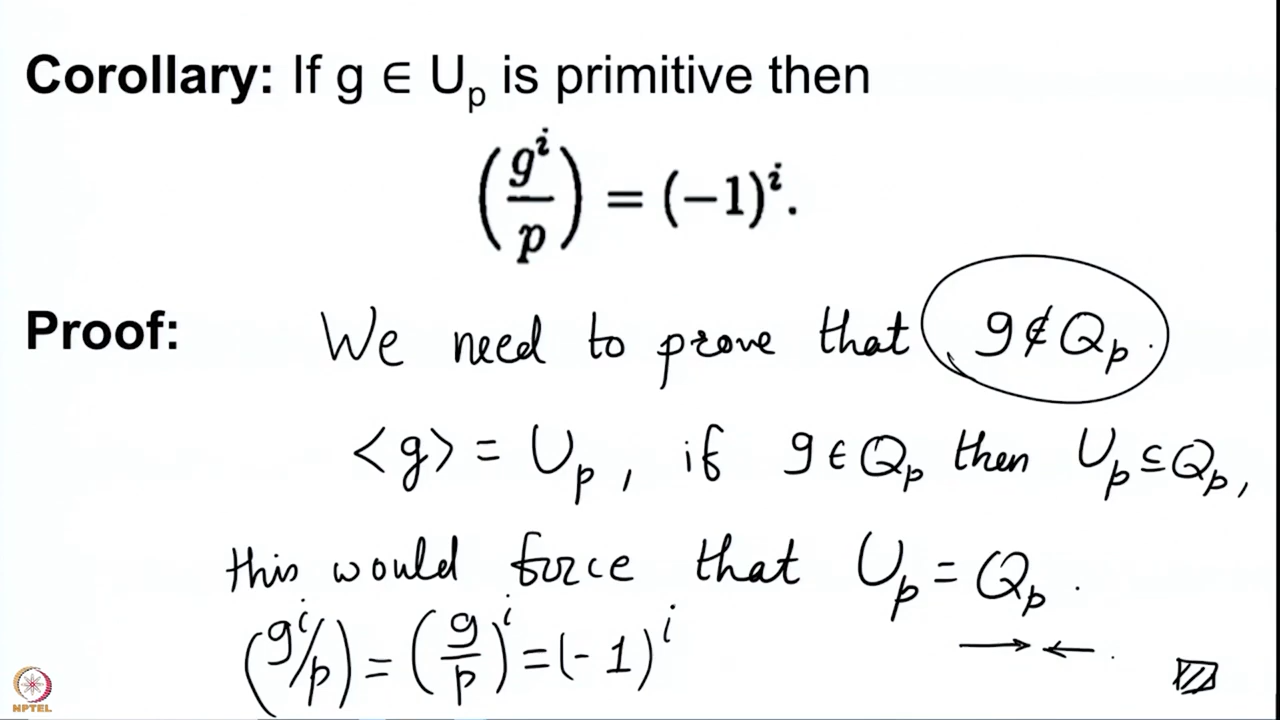 Corollary: If g ∈ U_p is primitive then
(g^i/p) = (-1)^i.
Proof: We need to prove that g ∉ Q_p.
<g> = U_p, if g ∈ Q_p then U_p ⊆ Q_p,
this would force that U_p = Q_p.
(g^i/p) = (g/p)^i = (-1)^i →←.
NPTEL